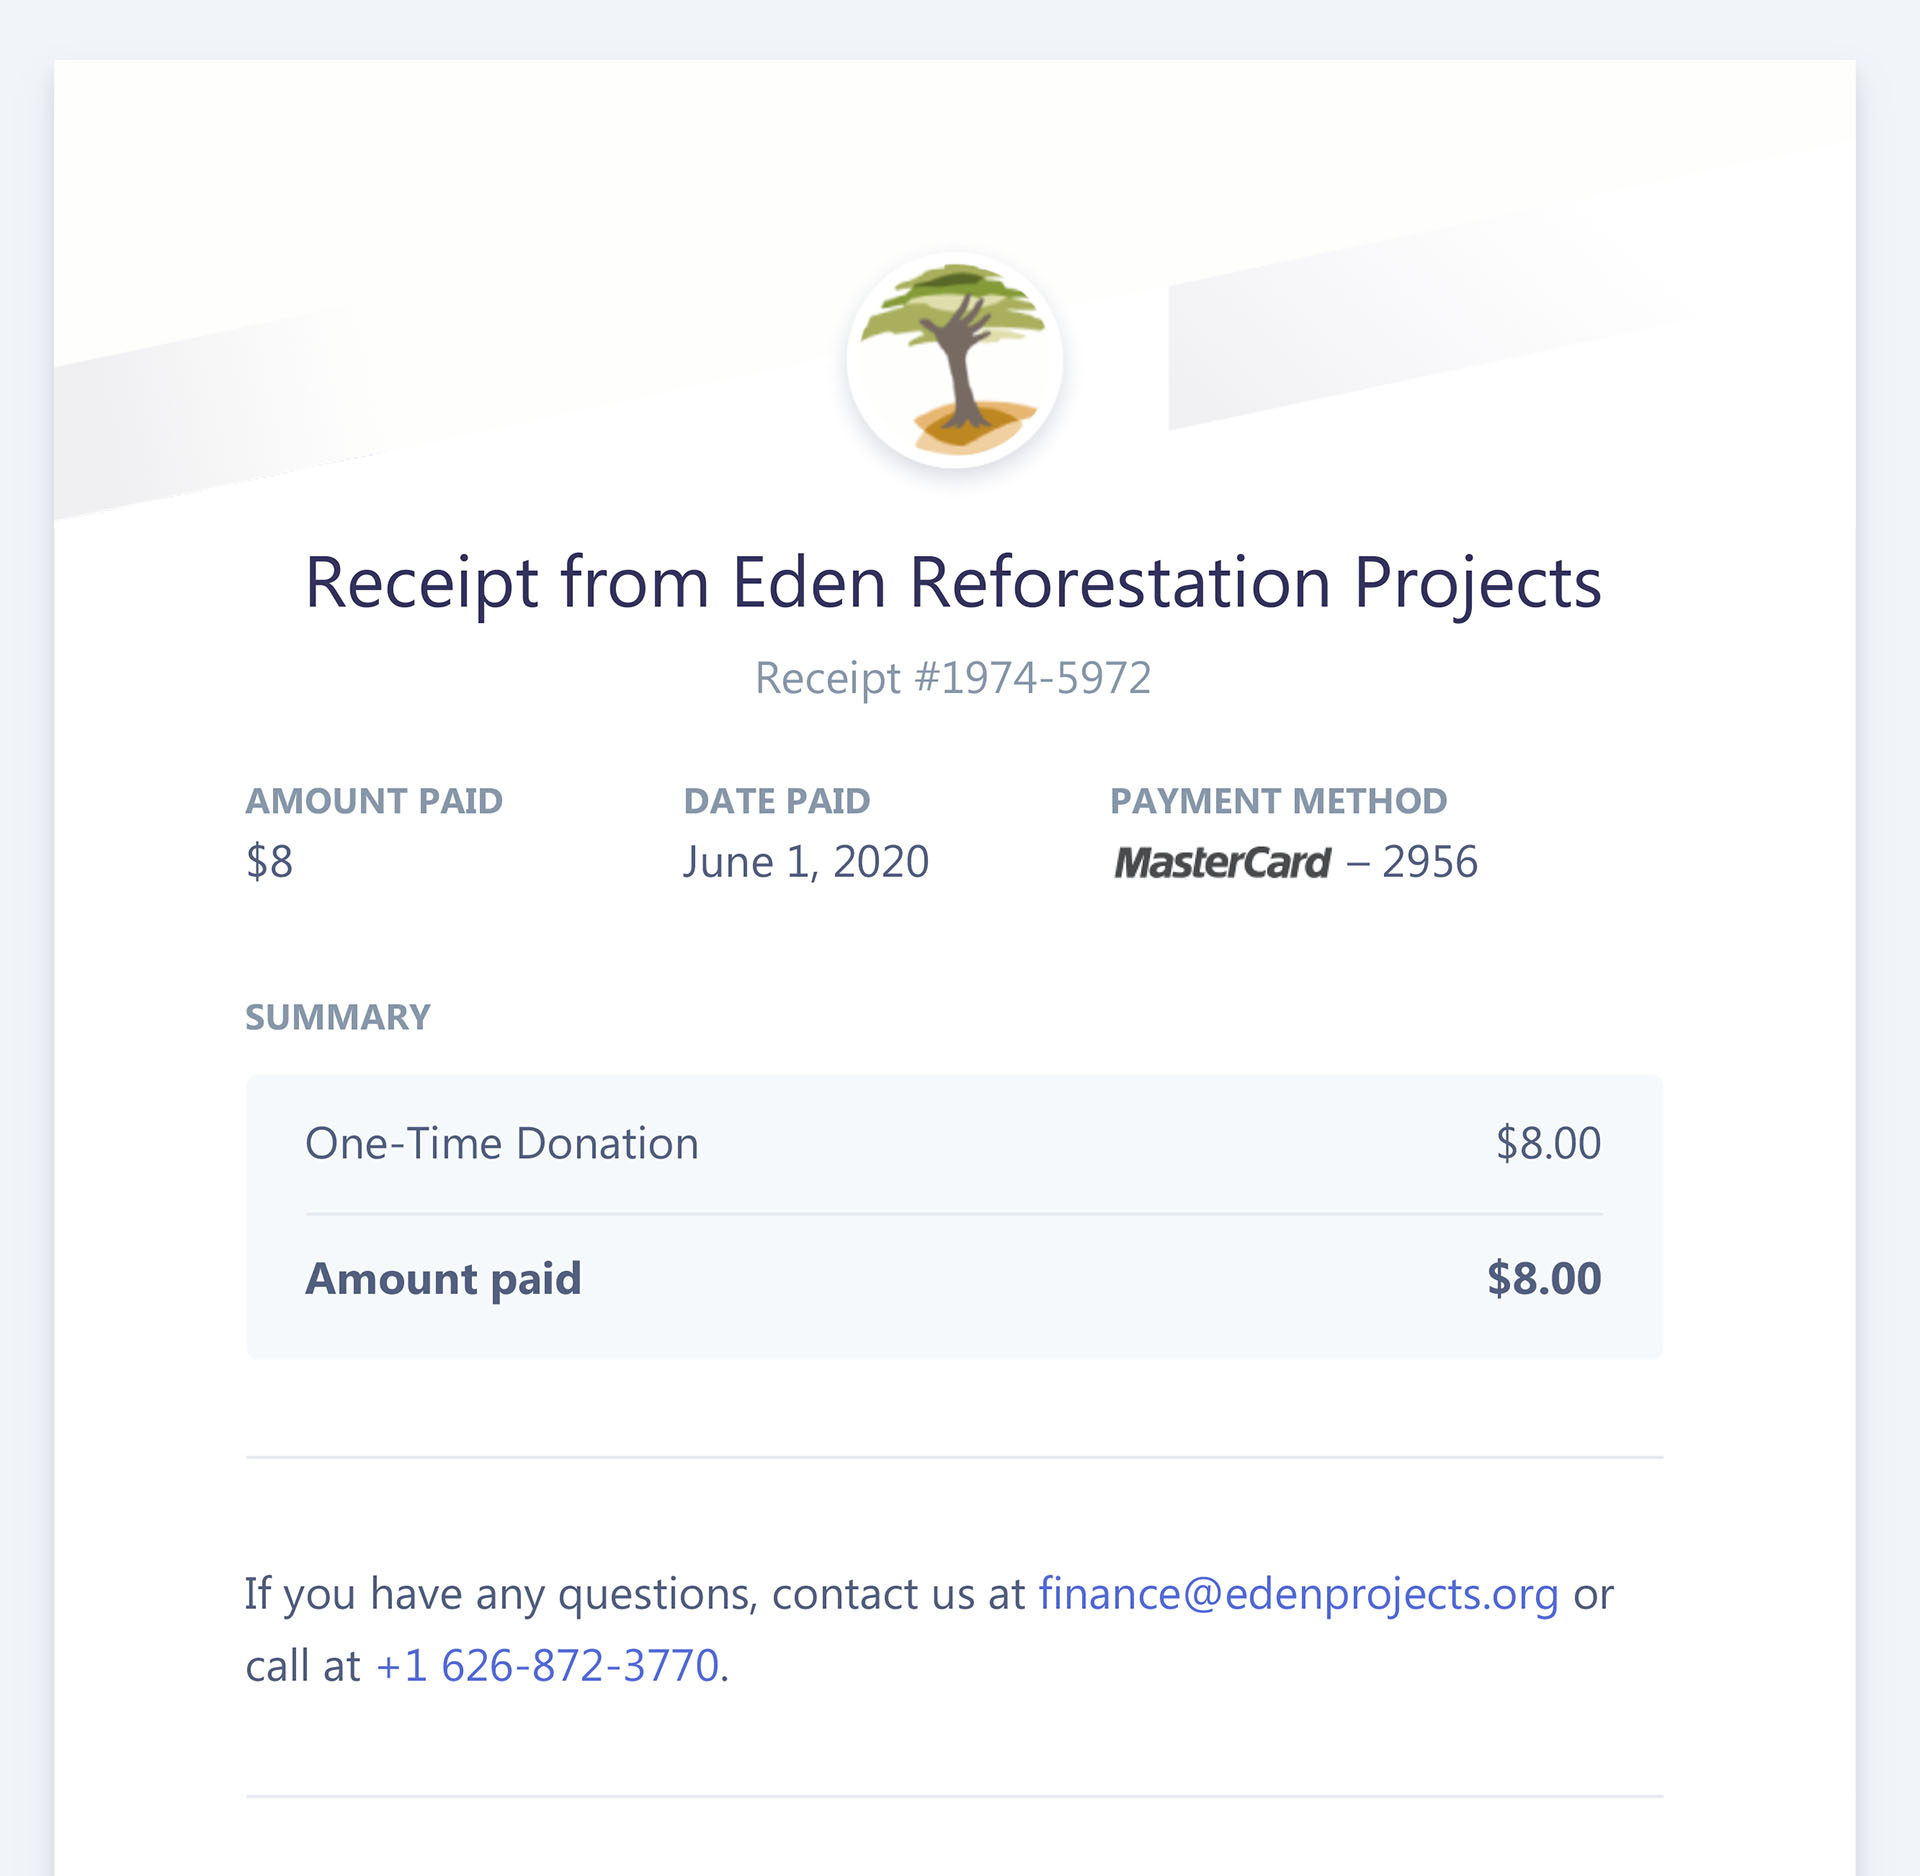 Receipt from Eden Reforestation Projects
Receipt #1974-5972
AMOUNT PAID DATE PAID PAYMENT METHOD
$8 June 1, 2020 MasterCard – 2956
SUMMARY
One-Time Donation $8.00
Amount paid $8.00
If you have any questions, contact us at finance@edenprojects.org or
call at +1 626-872-3770.